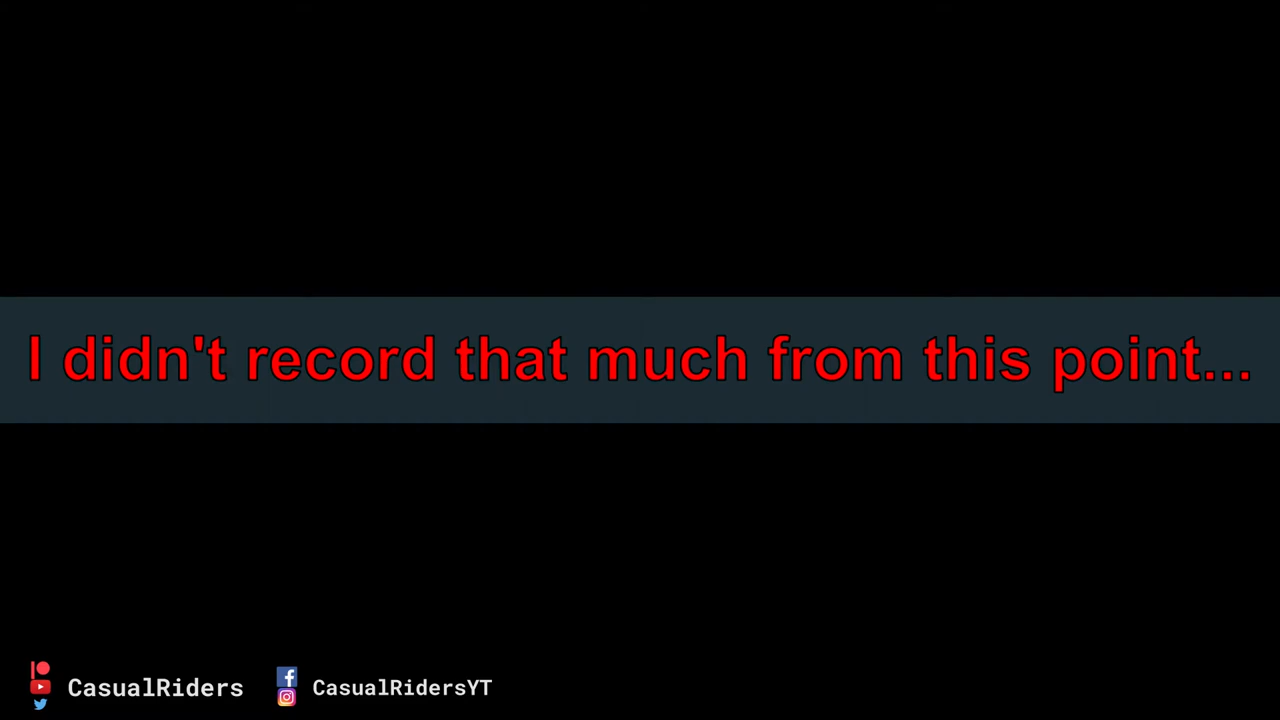 I didn't record that much from this point...
CasualRiders
CasualRidersYT